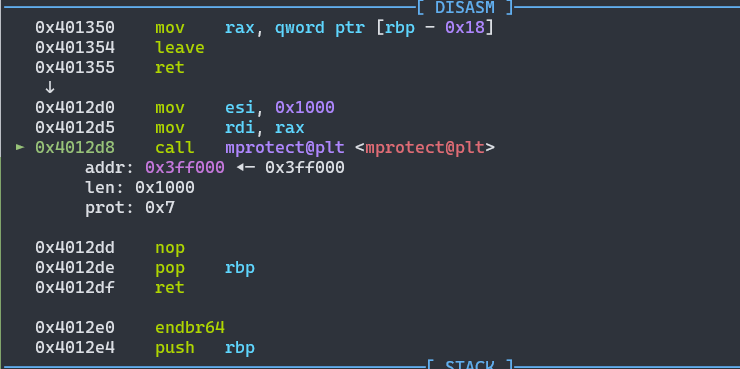 [ DISASM ]
0x401350 mov rax, qword ptr [rbp - 0x18]
0x401354 leave
0x401355 ret
↓
0x4012d0 mov esi, 0x1000
0x4012d5 mov rdi, rax
► 0x4012d8 call mprotect@plt <mprotect@plt>
addr: 0x3ff000 ◂— 0x3ff000
len: 0x1000
prot: 0x7
0x4012dd nop
0x4012de pop rbp
0x4012df ret
0x4012e0 endbr64
0x4012e4 push rbp
[ STACK ]